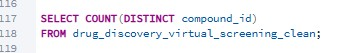 116
117 SELECT COUNT(DISTINCT compound_id)
118 FROM drug_discovery_virtual_screening_clean;
119